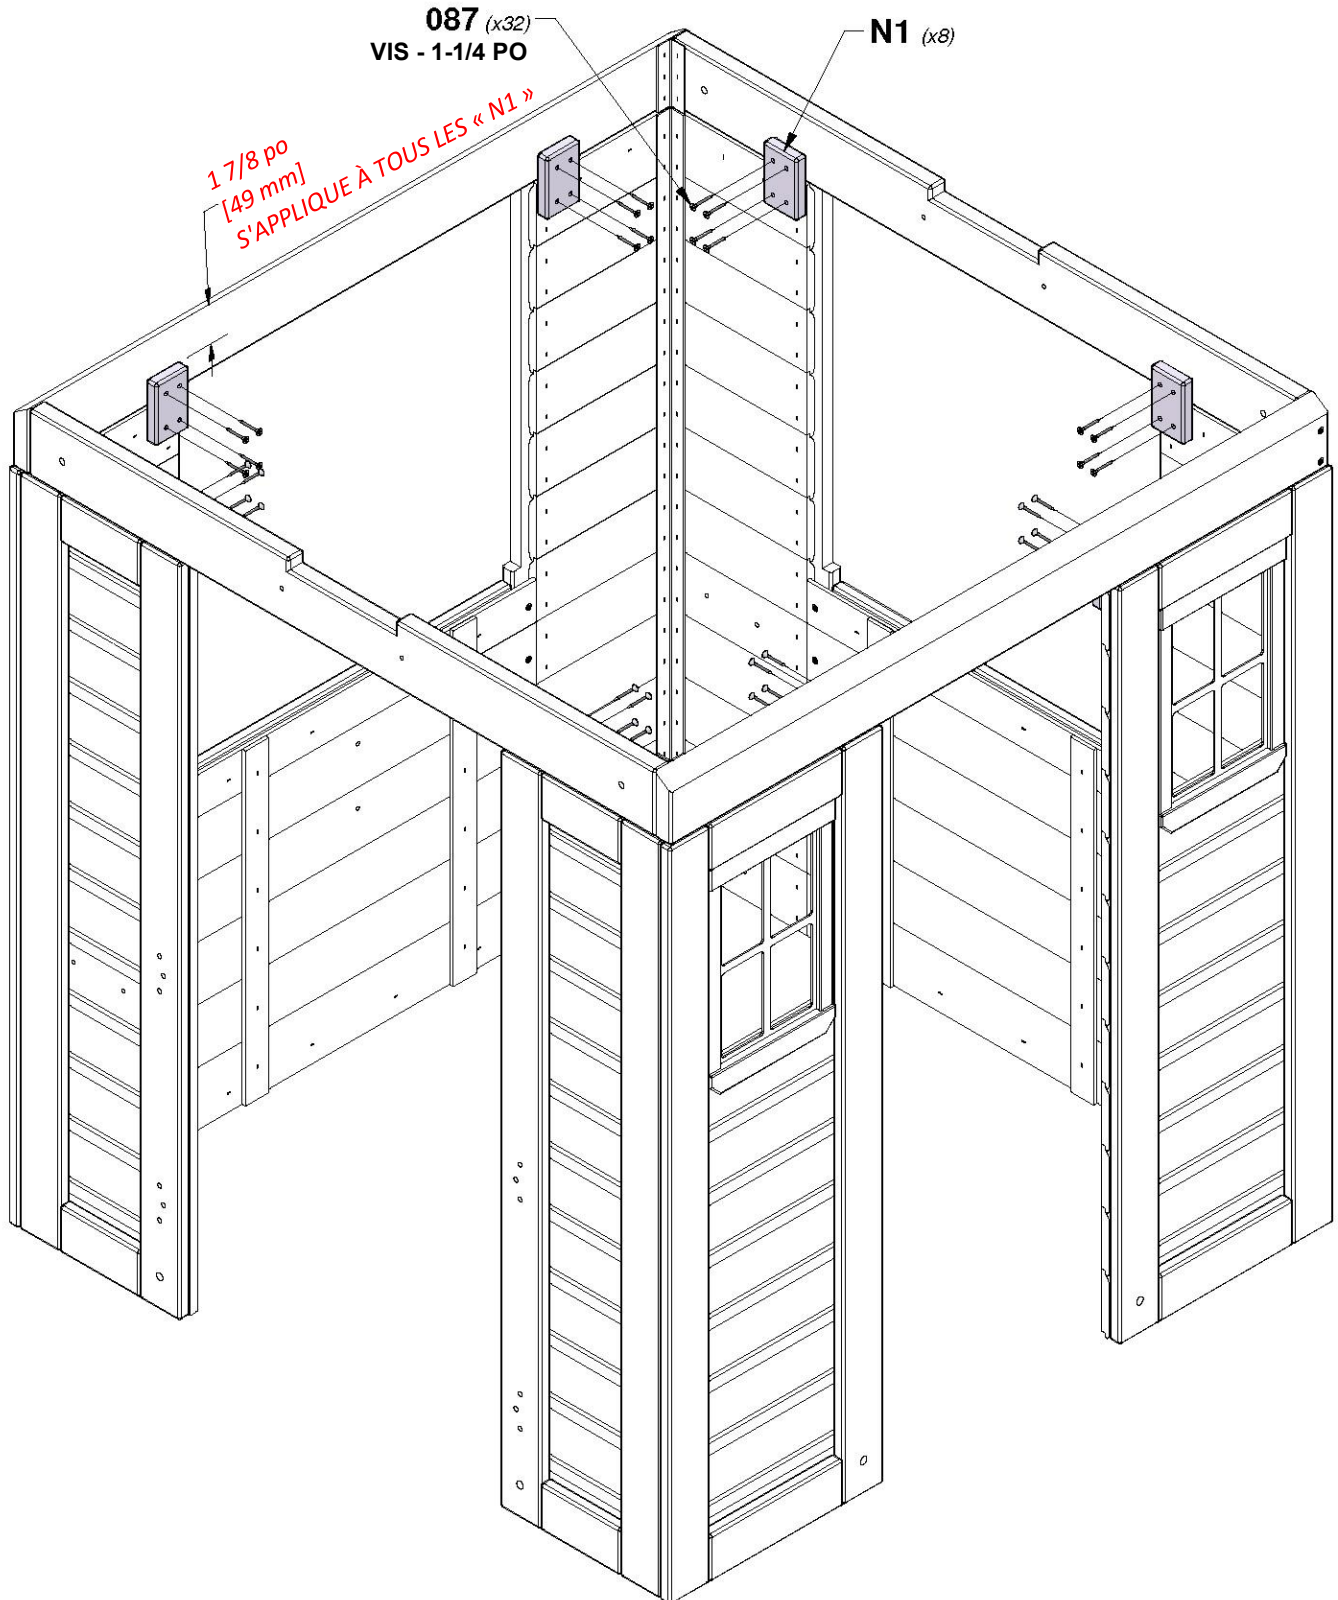 087 (x32)
VIS - 1-1/4 PO
N1 (x8)
1 7/8 po
[49 mm]
S'APPLIQUE À TOUS LES « N1 »